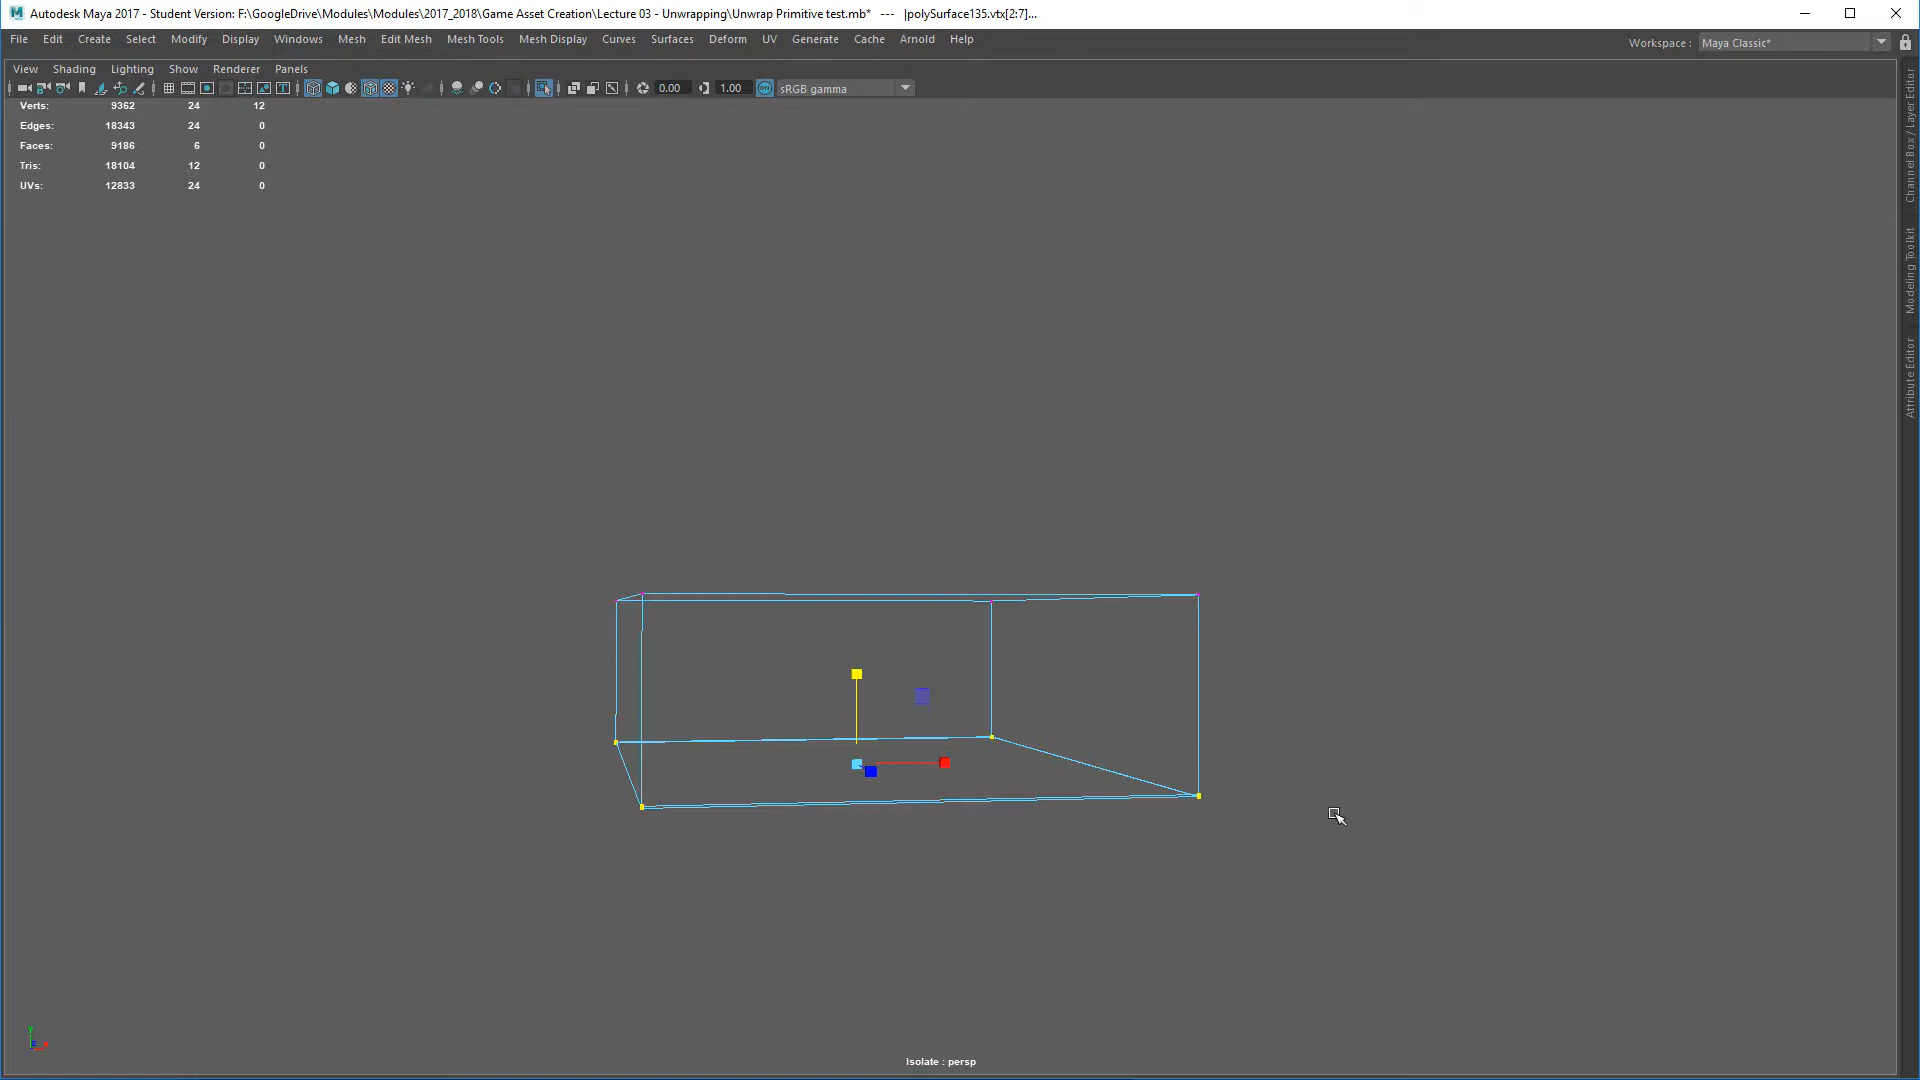 Autodesk Maya 2017 - Student Version: F:\GoogleDrive\Modules\Modules\2017_2018\Game Asset Creation\Lecture 03 - Unwrapping\Unwrap Primitive test.mb* --- |polySurface135.vtx[2:7]...
File Edit Create Select Modify Display Windows Mesh Edit Mesh Mesh Tools Mesh Display Curves Surfaces Deform UV Generate Cache Arnold Help
Workspace : Maya Classic*
View Shading Lighting Show Renderer Panels
0.00 1.00 ON sRGB gamma
Verts: 9362 24 12
Edges: 18343 24 0
Faces: 9186 6 0
Tris: 18104 12 0
UVs: 12833 24 0
Channel Box / Layer Editor
Modeling Toolkit
Attribute Editor
y
z x
Isolate : persp